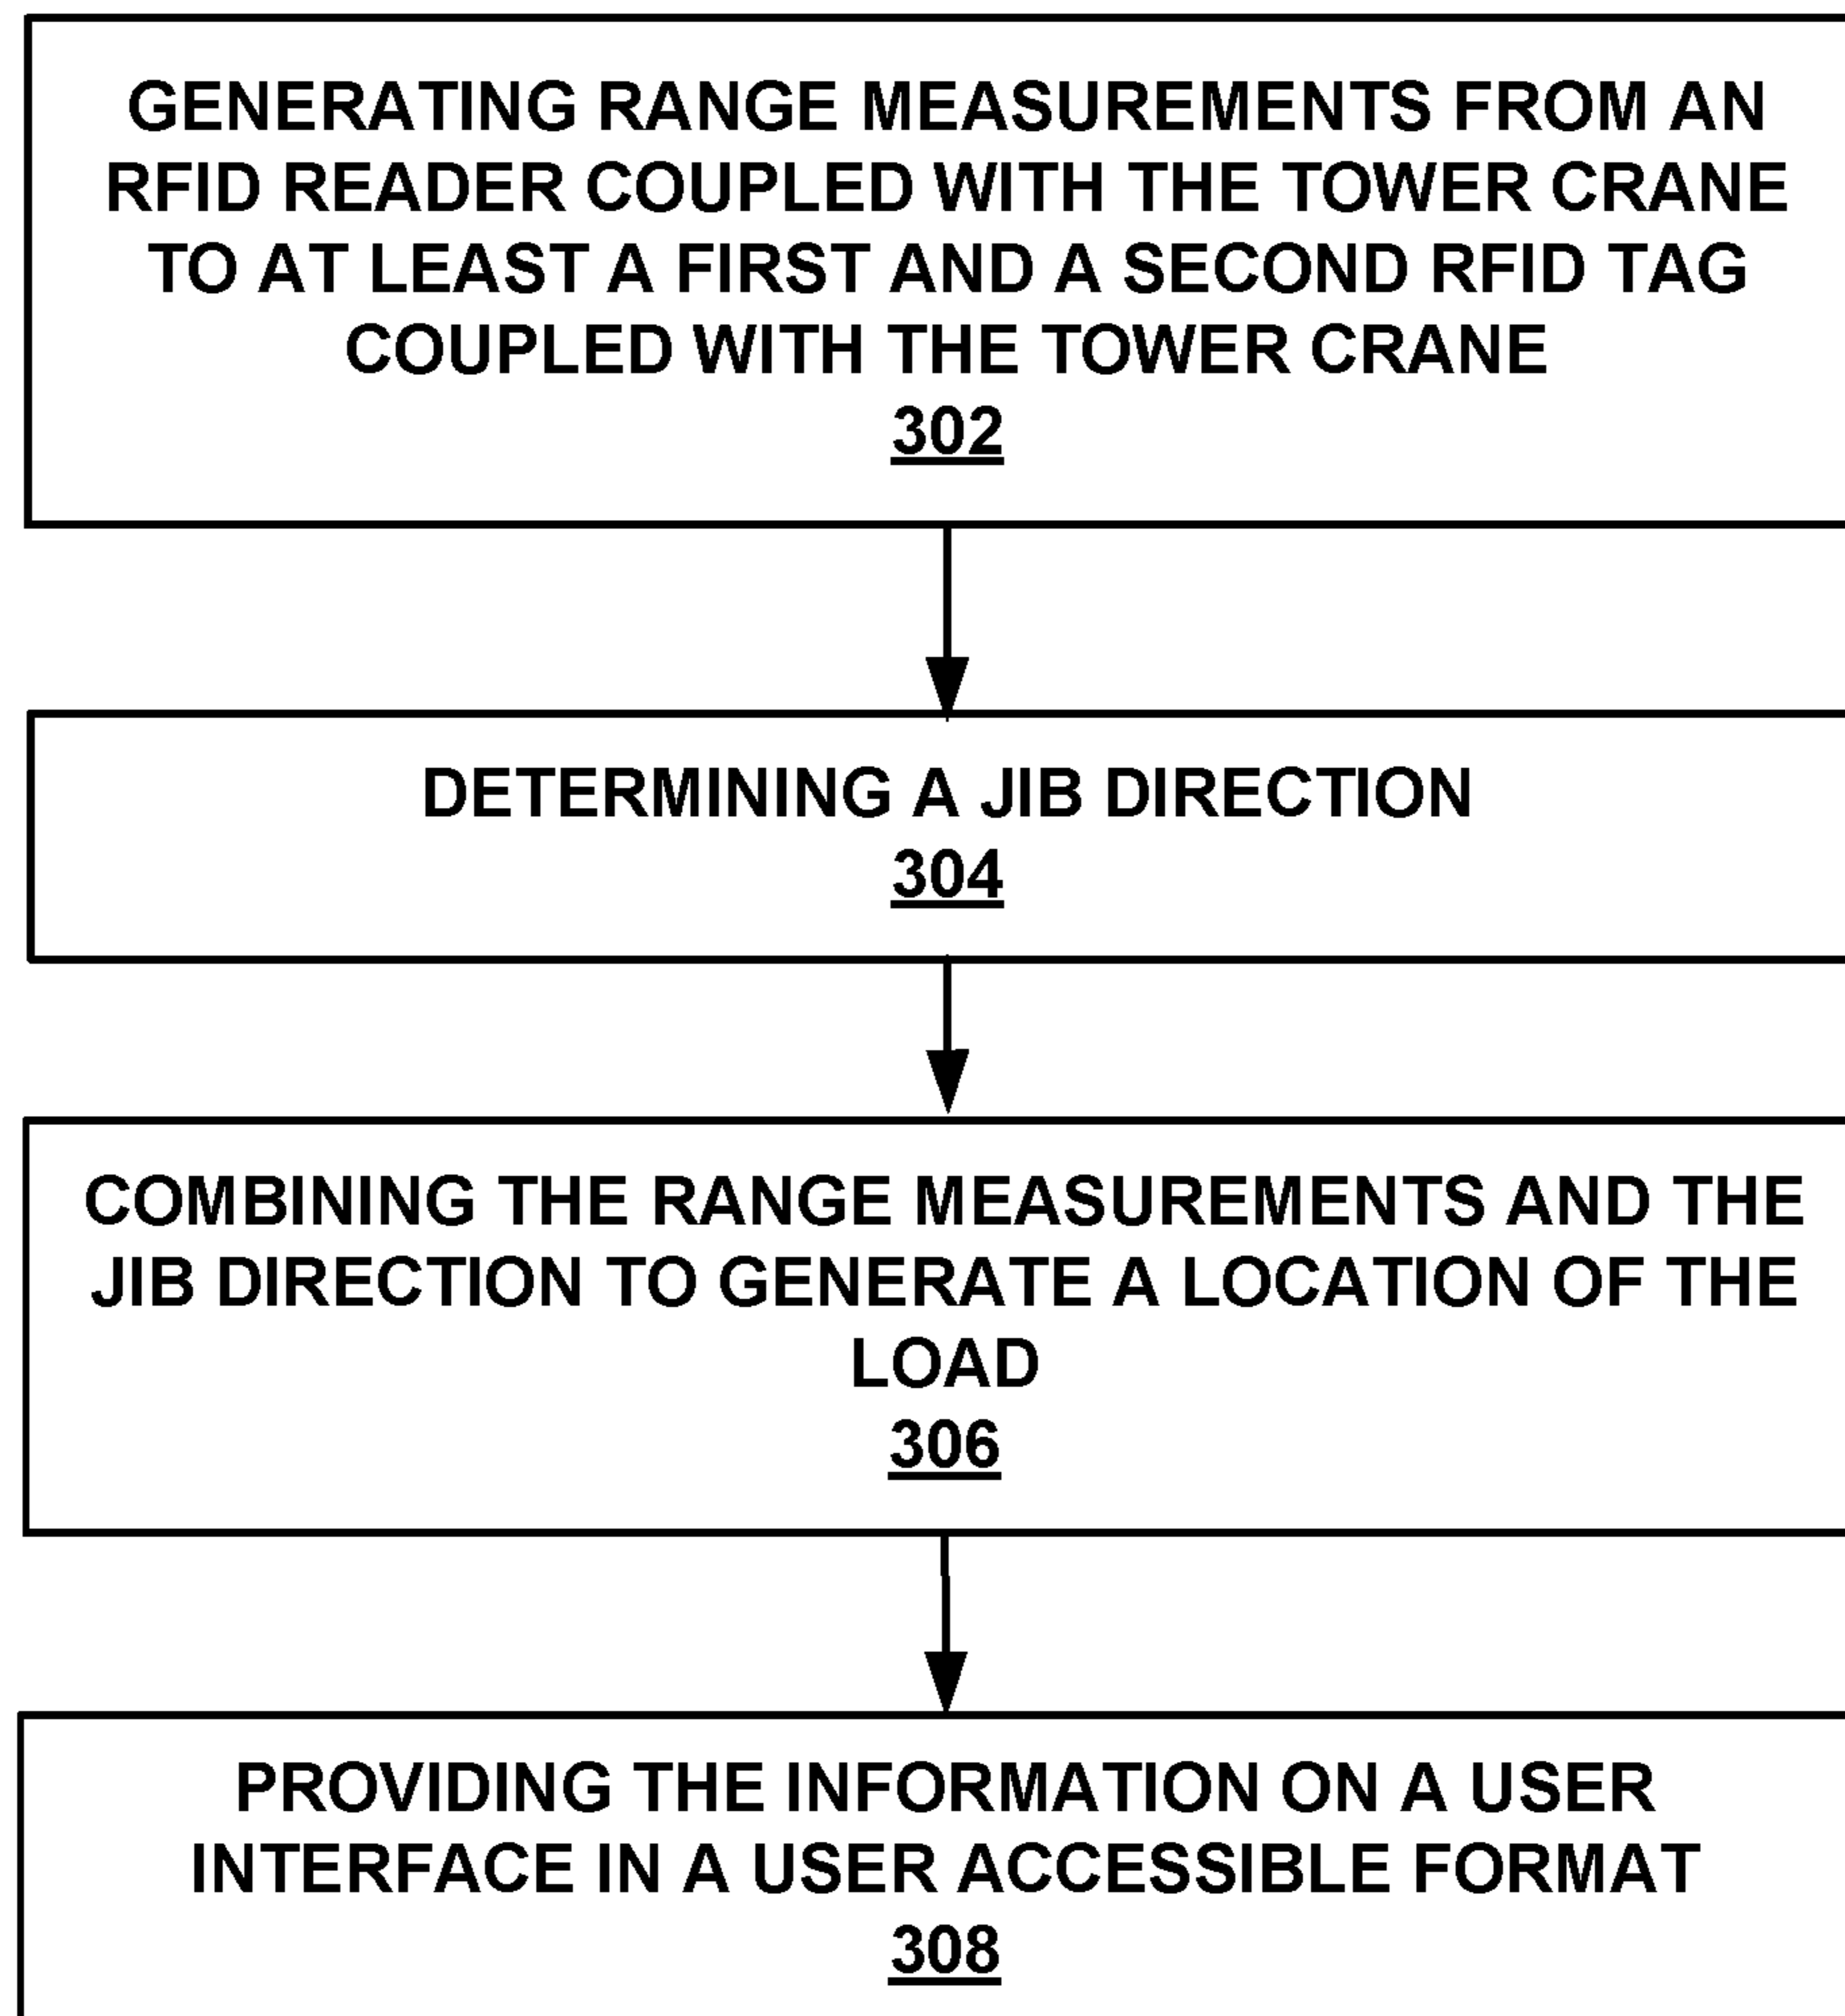 GENERATING RANGE MEASUREMENTS FROM AN
RFID READER COUPLED WITH THE TOWER CRANE
TO AT LEAST A FIRST AND A SECOND RFID TAG
COUPLED WITH THE TOWER CRANE
302
DETERMINING A JIB DIRECTION
304
COMBINING THE RANGE MEASUREMENTS AND THE
JIB DIRECTION TO GENERATE A LOCATION OF THE
LOAD
306
PROVIDING THE INFORMATION ON A USER
INTERFACE IN A USER ACCESSIBLE FORMAT
308